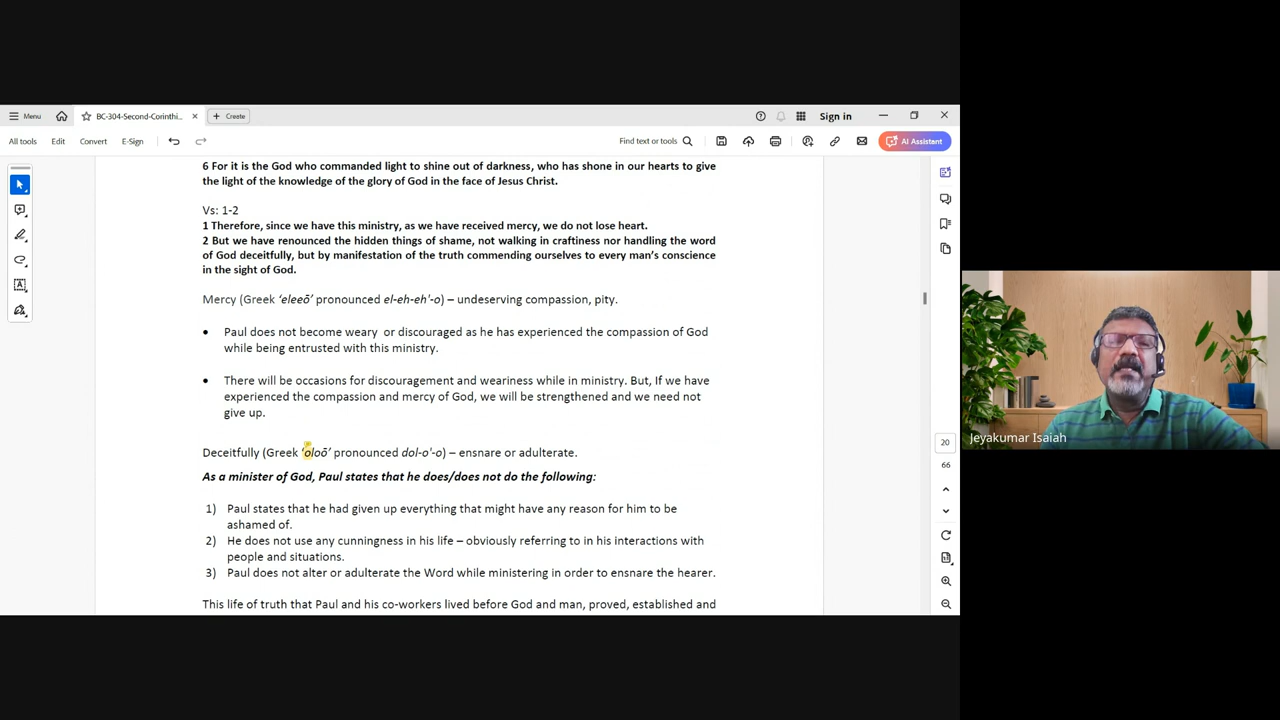 Menu
BC-304-Second-Corinthi...
Create
Sign in
All tools
Edit
Convert
E-Sign
Find text or tools
AI Assistant
6 For it is the God who commanded light to shine out of darkness, who has shone in our hearts to give
the light of the knowledge of the glory of God in the face of Jesus Christ.
Vs: 1-2
1 Therefore, since we have this ministry, as we have received mercy, we do not lose heart.
2 But we have renounced the hidden things of shame, not walking in craftiness nor handling the word
of God deceitfully, but by manifestation of the truth commending ourselves to every man's conscience
in the sight of God.
Mercy (Greek 'eleeō' pronounced el-eh-eh'-o) – undeserving compassion, pity.
• Paul does not become weary or discouraged as he has experienced the compassion of God
while being entrusted with this ministry.
• There will be occasions for discouragement and weariness while in ministry. But, If we have
experienced the compassion and mercy of God, we will be strengthened and we need not
give up.
Deceitfully (Greek 'oloō' pronounced dol-o'-o) – ensnare or adulterate.
As a minister of God, Paul states that he does/does not do the following:
1) Paul states that he had given up everything that might have any reason for him to be
ashamed of.
2) He does not use any cunningness in his life – obviously referring to in his interactions with
people and situations.
3) Paul does not alter or adulterate the Word while ministering in order to ensnare the hearer.
This life of truth that Paul and his co-workers lived before God and man, proved, established and
20
66
Jeyakumar Isaiah